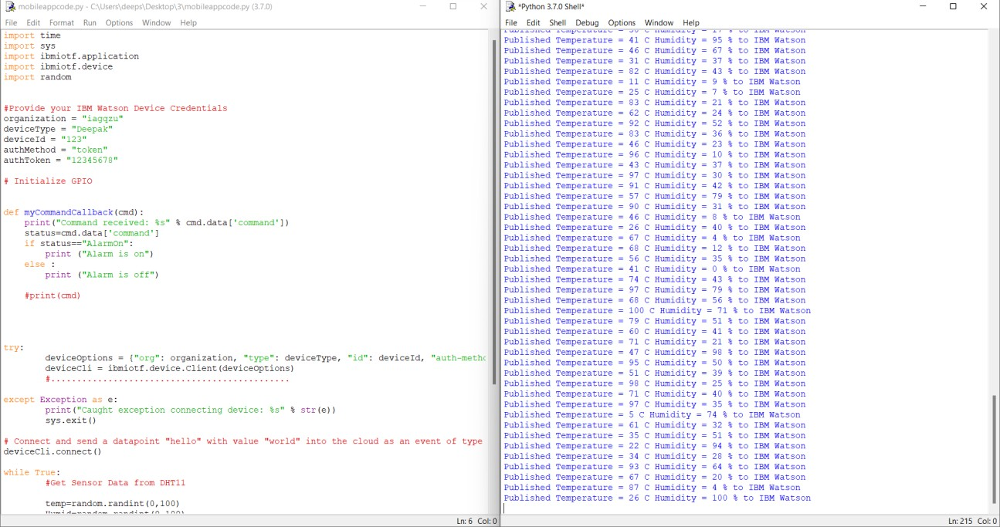 mobileappcode.py - C:\Users\deeps\Desktop\3\mobileappcode.py (3.7.0)
File Edit Format Run Options Window Help
import time
import sys
import ibmiotf.application
import ibmiotf.device
import random
#Provide your IBM Watson Device Credentials
organization = "iagqzu"
deviceType = "Deepak"
deviceId = "123"
authMethod = "token"
authToken = "12345678"
# Initialize GPIO
def myCommandCallback(cmd):
print("Command received: %s" % cmd.data['command'])
status=cmd.data['command']
if status=="AlarmOn":
print ("Alarm is on")
else :
print ("Alarm is off")
#print(cmd)
try:
deviceOptions = {"org": organization, "type": deviceType, "id": deviceId, "auth-metho
deviceCli = ibmiotf.device.Client(deviceOptions)
#..............................................
except Exception as e:
print("Caught exception connecting device: %s" % str(e))
sys.exit()
# Connect and send a datapoint "hello" with value "world" into the cloud as an event of type
deviceCli.connect()
while True:
#Get Sensor Data from DHT11
temp=random.randint(0,100)
Humid=random.randint(0,100)
Ln: 6 Col: 0
*Python 3.7.0 Shell*
File Edit Shell Debug Options Window Help
Published Temperature = 50 C Humidity = 17 % to IBM Watson
Published Temperature = 41 C Humidity = 95 % to IBM Watson
Published Temperature = 46 C Humidity = 67 % to IBM Watson
Published Temperature = 31 C Humidity = 37 % to IBM Watson
Published Temperature = 82 C Humidity = 43 % to IBM Watson
Published Temperature = 11 C Humidity = 9 % to IBM Watson
Published Temperature = 25 C Humidity = 7 % to IBM Watson
Published Temperature = 83 C Humidity = 21 % to IBM Watson
Published Temperature = 62 C Humidity = 24 % to IBM Watson
Published Temperature = 92 C Humidity = 52 % to IBM Watson
Published Temperature = 83 C Humidity = 36 % to IBM Watson
Published Temperature = 46 C Humidity = 23 % to IBM Watson
Published Temperature = 96 C Humidity = 10 % to IBM Watson
Published Temperature = 43 C Humidity = 37 % to IBM Watson
Published Temperature = 97 C Humidity = 30 % to IBM Watson
Published Temperature = 91 C Humidity = 42 % to IBM Watson
Published Temperature = 57 C Humidity = 79 % to IBM Watson
Published Temperature = 90 C Humidity = 31 % to IBM Watson
Published Temperature = 46 C Humidity = 8 % to IBM Watson
Published Temperature = 26 C Humidity = 40 % to IBM Watson
Published Temperature = 67 C Humidity = 4 % to IBM Watson
Published Temperature = 68 C Humidity = 12 % to IBM Watson
Published Temperature = 56 C Humidity = 35 % to IBM Watson
Published Temperature = 41 C Humidity = 0 % to IBM Watson
Published Temperature = 74 C Humidity = 43 % to IBM Watson
Published Temperature = 97 C Humidity = 79 % to IBM Watson
Published Temperature = 68 C Humidity = 56 % to IBM Watson
Published Temperature = 100 C Humidity = 71 % to IBM Watson
Published Temperature = 79 C Humidity = 51 % to IBM Watson
Published Temperature = 60 C Humidity = 41 % to IBM Watson
Published Temperature = 71 C Humidity = 21 % to IBM Watson
Published Temperature = 47 C Humidity = 98 % to IBM Watson
Published Temperature = 95 C Humidity = 50 % to IBM Watson
Published Temperature = 51 C Humidity = 39 % to IBM Watson
Published Temperature = 98 C Humidity = 25 % to IBM Watson
Published Temperature = 71 C Humidity = 40 % to IBM Watson
Published Temperature = 97 C Humidity = 35 % to IBM Watson
Published Temperature = 5 C Humidity = 74 % to IBM Watson
Published Temperature = 61 C Humidity = 32 % to IBM Watson
Published Temperature = 35 C Humidity = 51 % to IBM Watson
Published Temperature = 22 C Humidity = 94 % to IBM Watson
Published Temperature = 34 C Humidity = 28 % to IBM Watson
Published Temperature = 93 C Humidity = 64 % to IBM Watson
Published Temperature = 67 C Humidity = 20 % to IBM Watson
Published Temperature = 87 C Humidity = 4 % to IBM Watson
Published Temperature = 26 C Humidity = 100 % to IBM Watson
Ln: 215 Col: 0